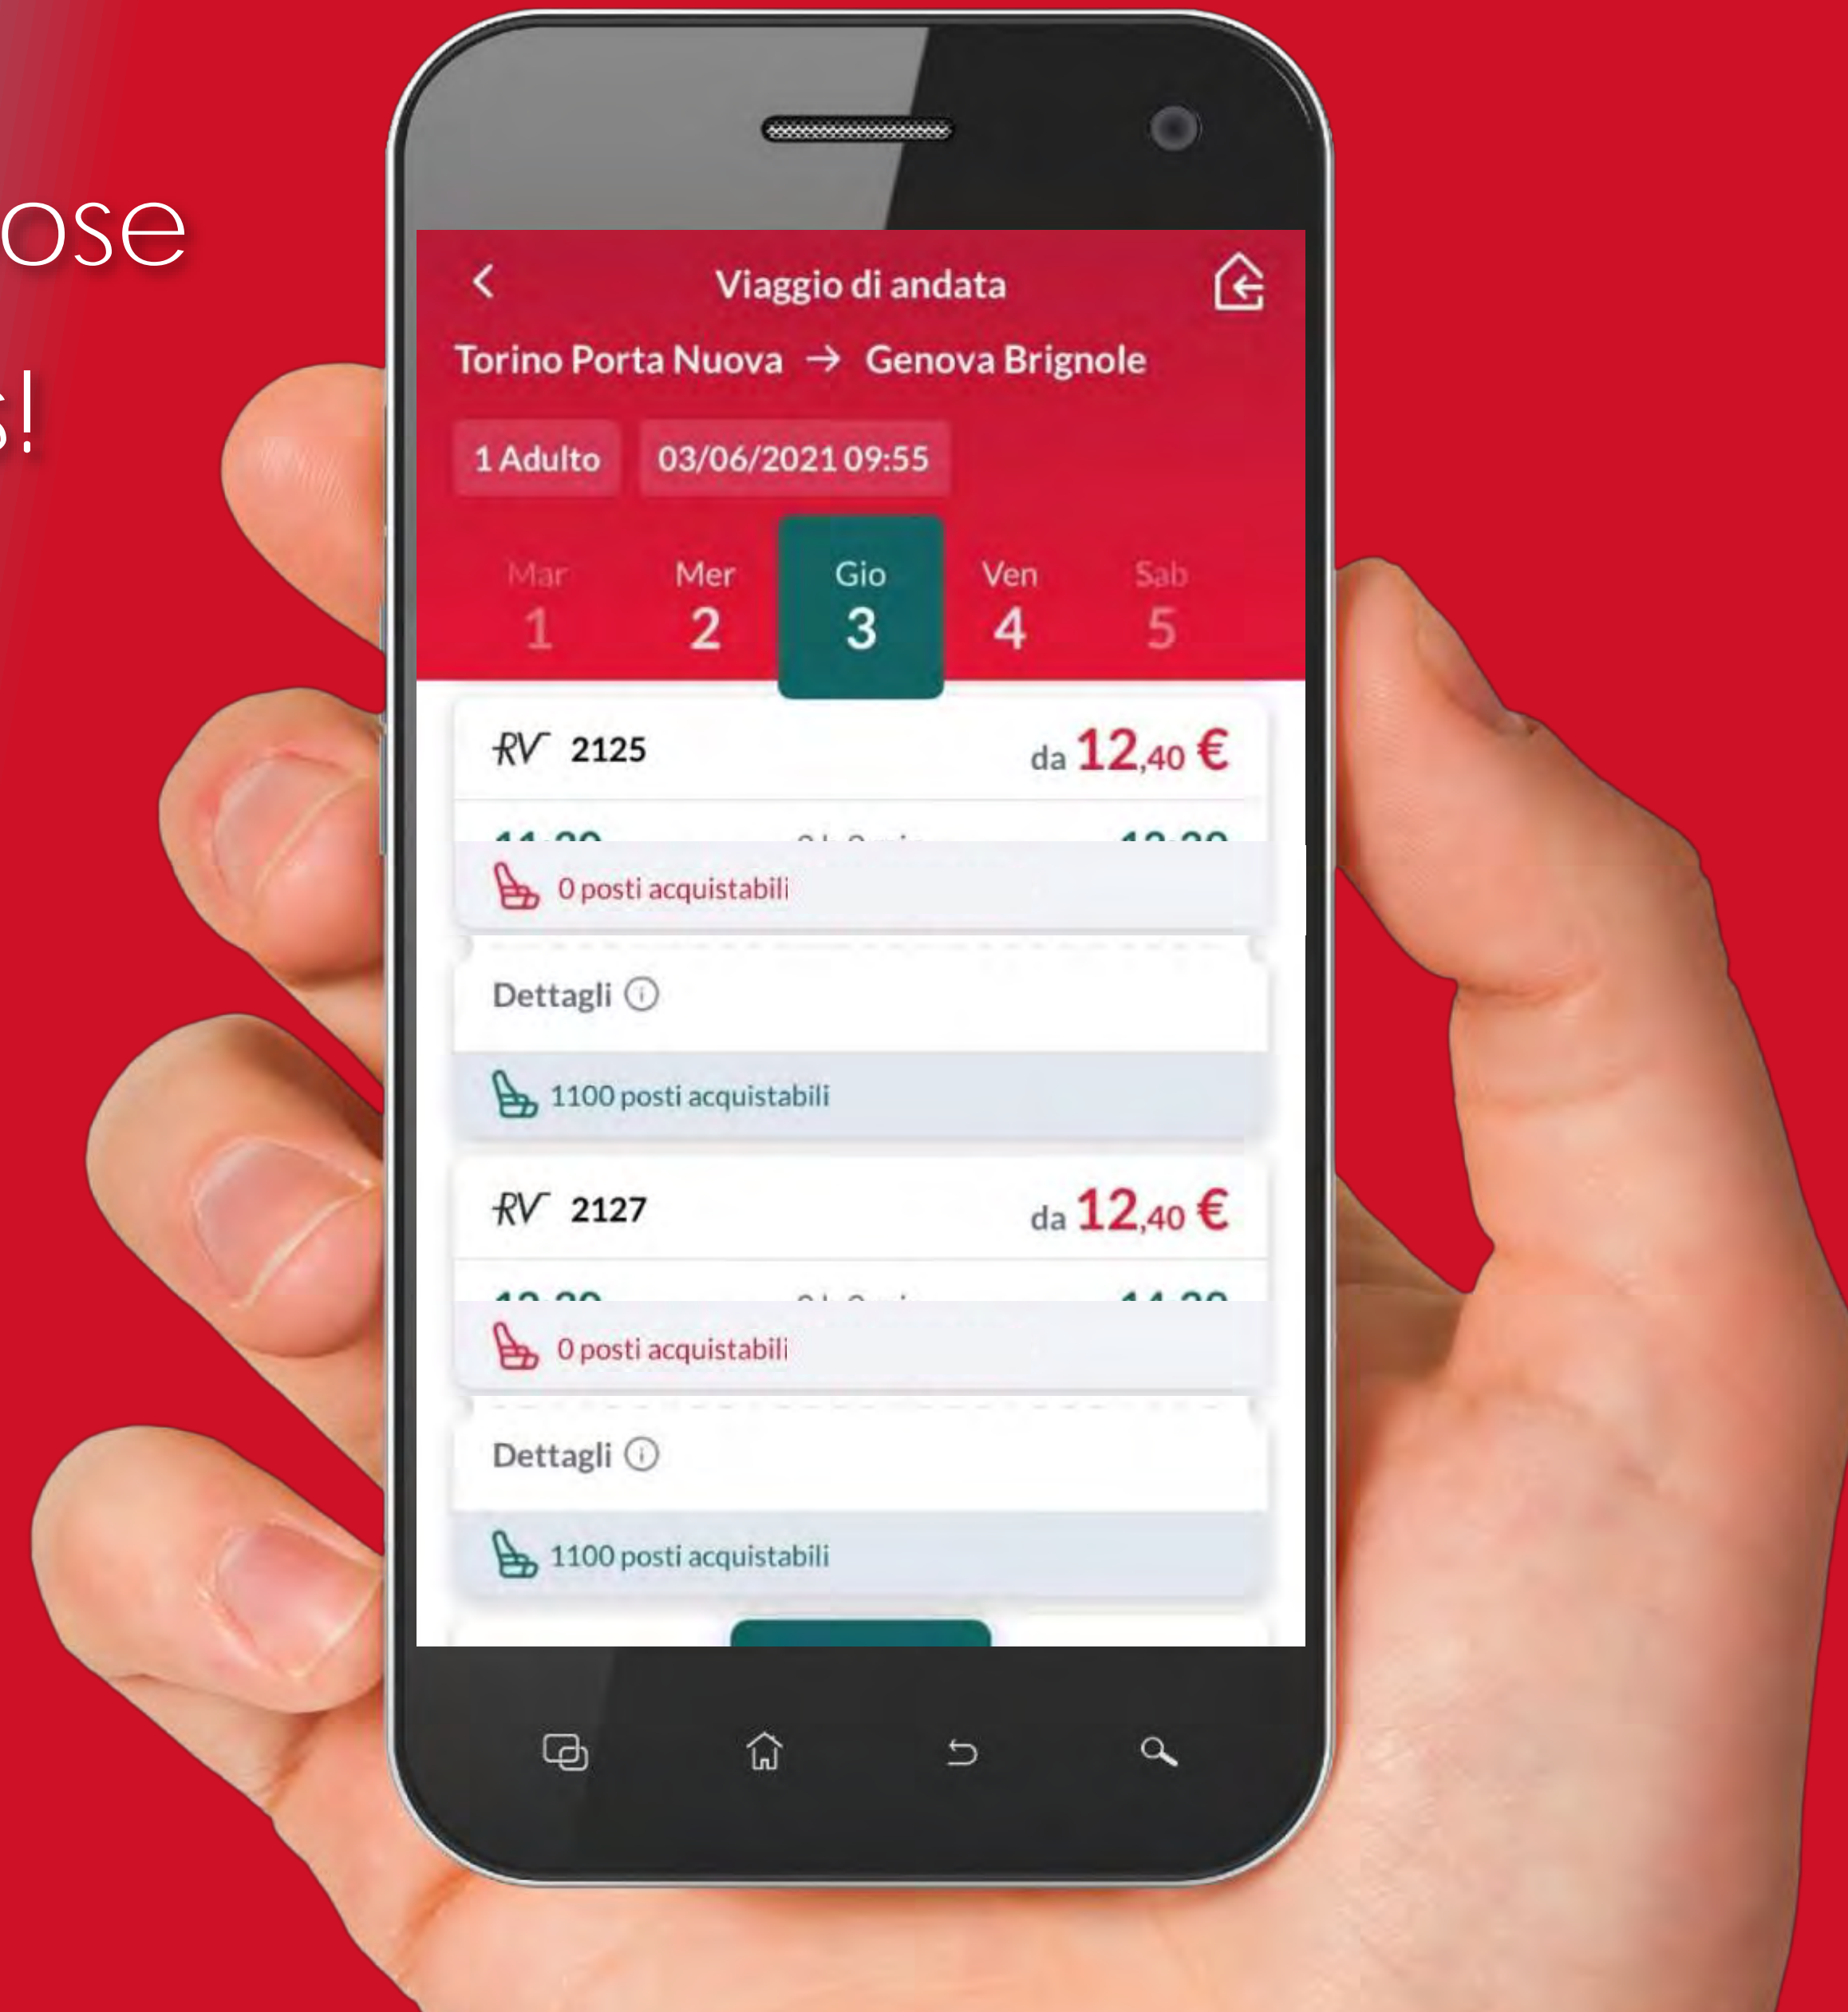 Viaggio di andata
Torino Porta Nuova → Genova Brignole
1 Adulto 03/06/2021 09:55
Mar Mer Gio Ven Sab
1 2 3 4 5
RV 2125 da 12,40 €
0 posti acquistabili
Dettagli
1100 posti acquistabili
RV 2127 da 12,40 €
0 posti acquistabili
Dettagli
1100 posti acquistabili